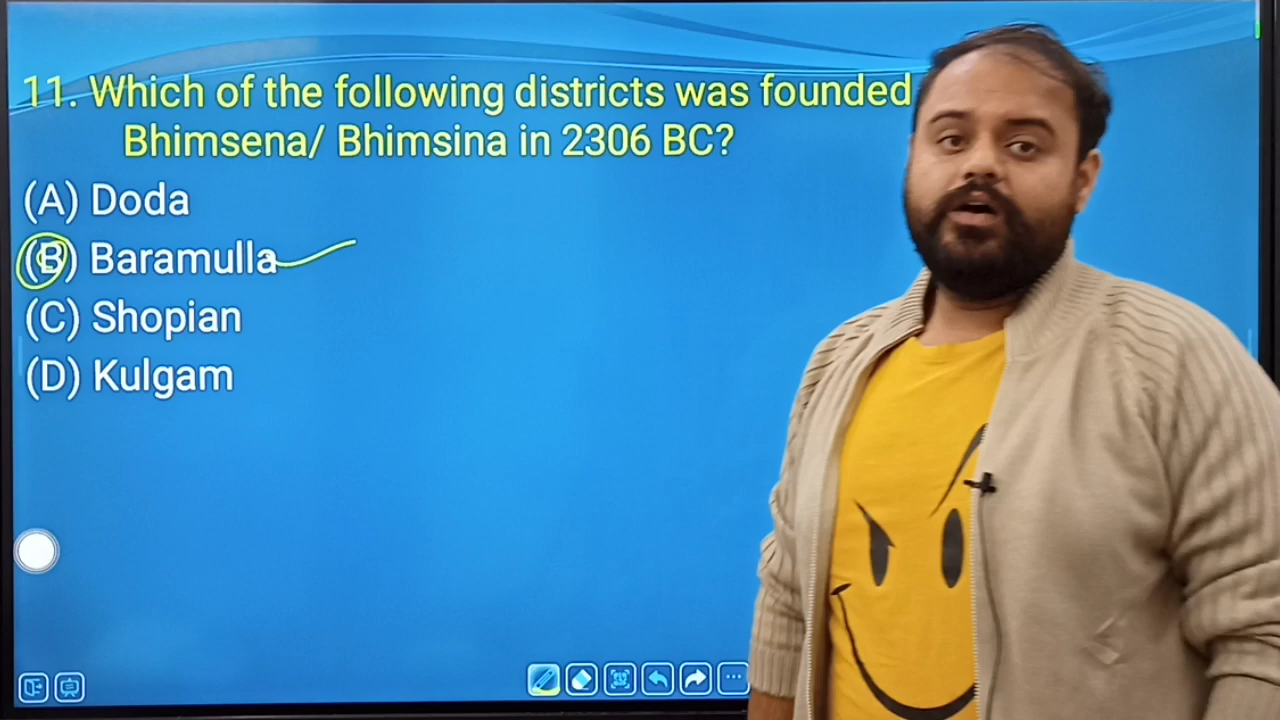 11. Which of the following districts was founded
Bhimsena/ Bhimsina in 2306 BC?
(A) Doda
(B) Baramulla
(C) Shopian
(D) Kulgam